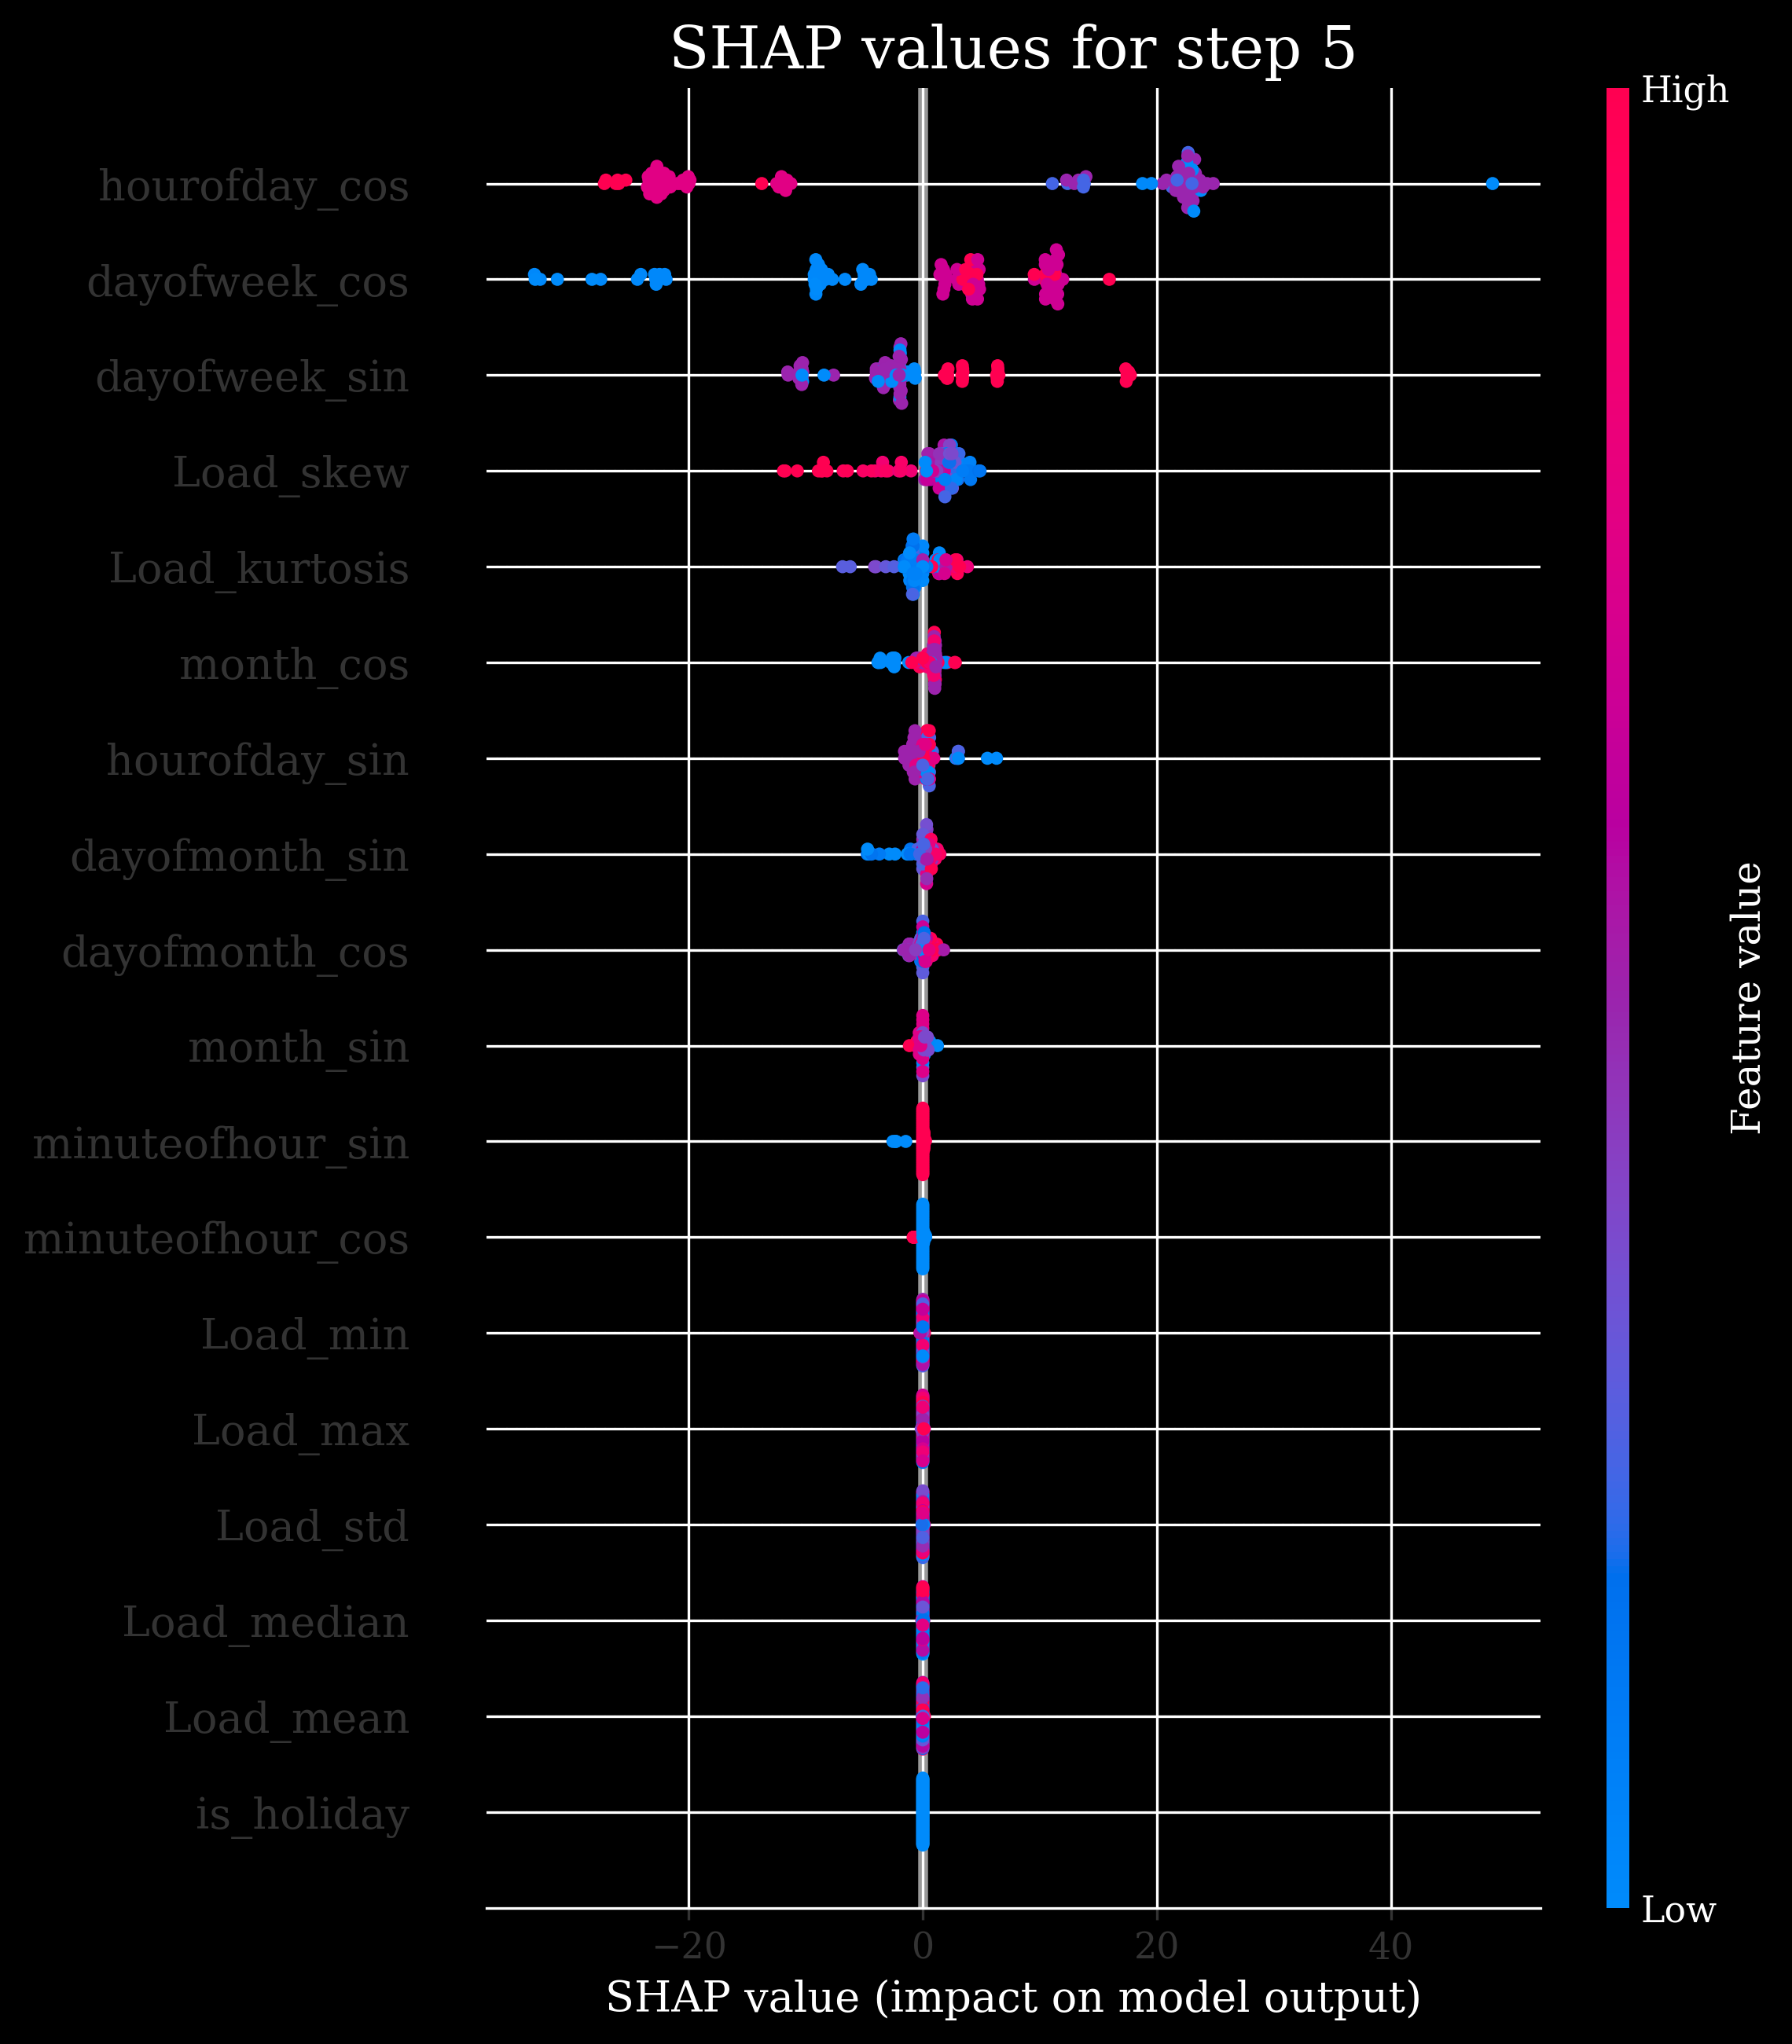 SHAP values for step 5
High
hourofday_cos
dayofweek_cos
dayofweek_sin
Load_skew
Load_kurtosis
month_cos
hourofday_sin
dayofmonth_sin
dayofmonth_cos
month_sin
minuteofhour_sin
minuteofhour_cos
Load_min
Load_max
Load_std
Load_median
Load_mean
is_holiday
Feature value
Low
−20 0 20 40
SHAP value (impact on model output)